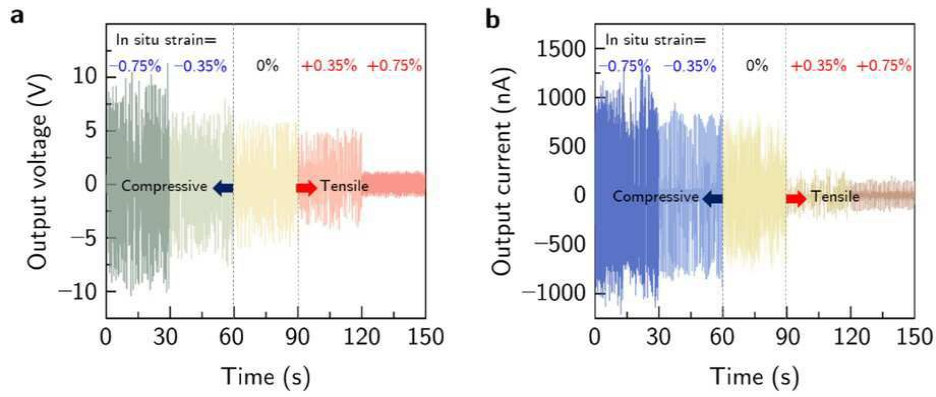 a
In situ strain=
−0.75% −0.35% 0% +0.35% +0.75%
10
5
0
−5
−10
Output voltage (V)
Compressive Tensile
0 30 60 90 120 150
Time (s)
b
In situ strain=
−0.75% −0.35% 0% +0.35% +0.75%
1500
1000
500
0
−500
−1000
Output current (nA)
Compressive Tensile
0 30 60 90 120 150
Time (s)